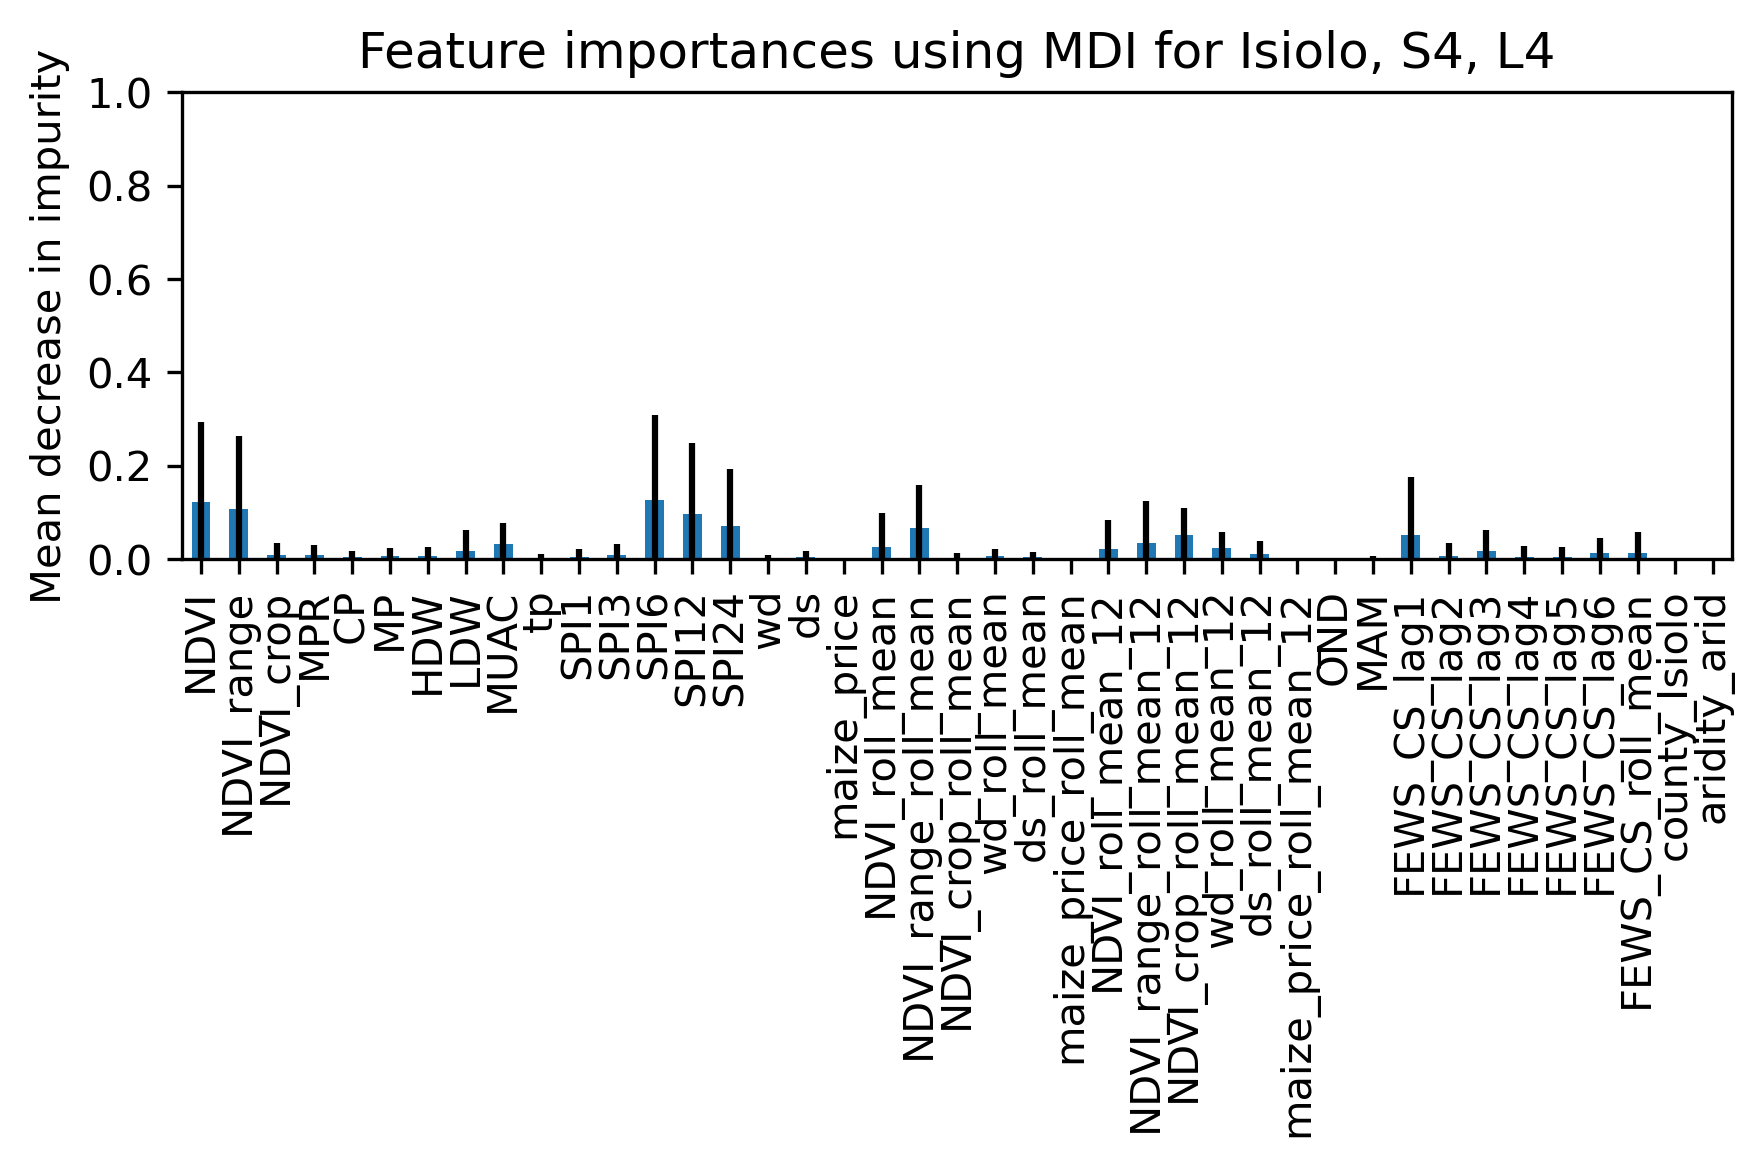 Feature importances using MDI for Isiolo, S4, L4
Mean decrease in impurity
1.0
0.8
0.6
0.4
0.2
0.0
NDVI
NDVI_range
NDVI_crop
MPR
CP
MP
HDW
LDW
MUAC
tp
SPI1
SPI3
SPI6
SPI12
SPI24
wd
ds
maize_price
NDVI_roll_mean
NDVI_range_roll_mean
NDVI_crop_roll_mean
wd_roll_mean
ds_roll_mean
maize_price_roll_mean
NDVI_roll_mean_12
NDVI_range_roll_mean_12
NDVI_crop_roll_mean_12
wd_roll_mean_12
ds_roll_mean_12
maize_price_roll_mean_12
OND
MAM
FEWS_CS_lag1
FEWS_CS_lag2
FEWS_CS_lag3
FEWS_CS_lag4
FEWS_CS_lag5
FEWS_CS_lag6
FEWS_CS_roll_mean
county_Isiolo
aridity_arid